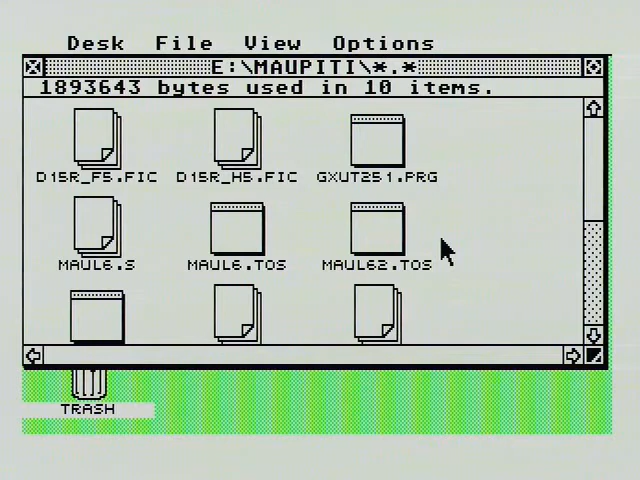 Desk File View Options
E:\MAUPITI\*.*
1893643 bytes used in 10 items.
D15R_F5.FIC D15R_H5.FIC GXUT251.PRG
MAUL6.S MAUL6.TOS MAUL62.TOS
TRASH